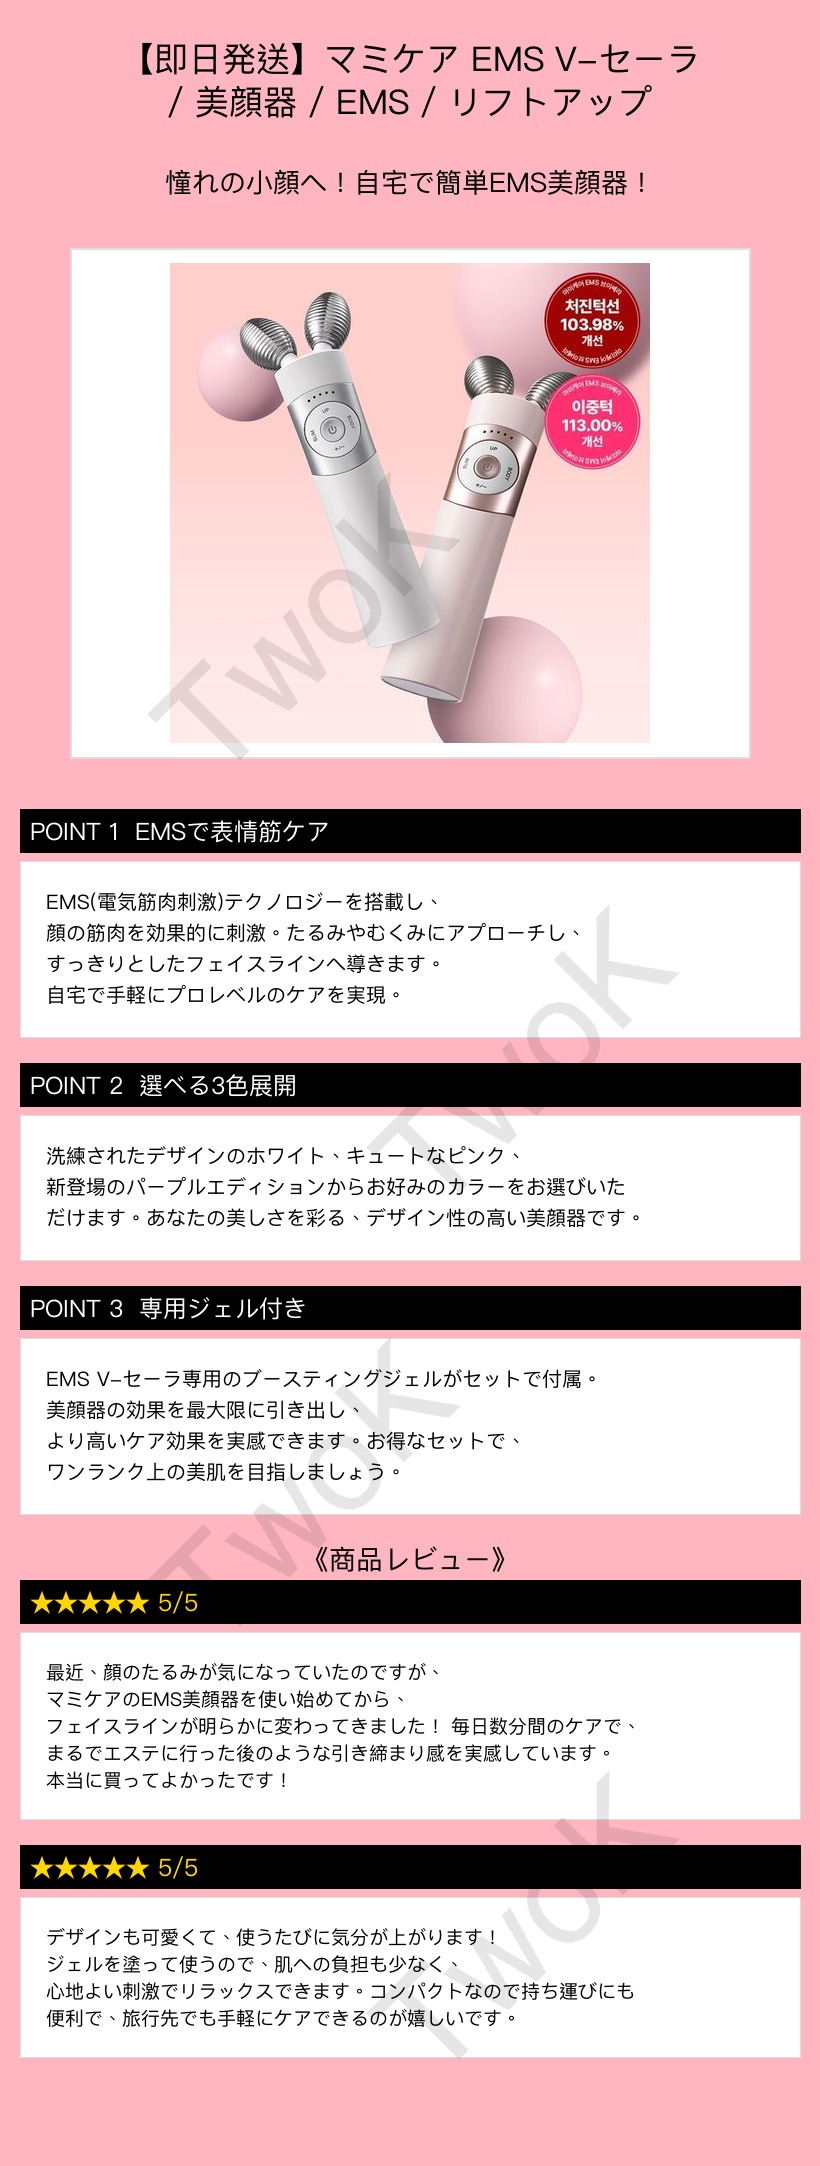 【即日発送】マミケア EMS V–セーラ
/ 美顔器 / EMS / リフトアップ
憧れの小顔へ！自宅で簡単EMS美顔器！
마미케어 EMS 브이쎄라
처진턱선
103.98%
개선
마미케어 EMS 브이쎄라
마미케어 EMS 브이쎄라
이중턱
113.00%
개선
마미케어 EMS 브이쎄라
UP
BODY
SLIM
+/−
UP
BODY
SLIM
+/−
TwoK
POINT 1 EMSで表情筋ケア
EMS(電気筋肉刺激)テクノロジーを搭載し、
顔の筋肉を効果的に刺激。たるみやむくみにアプローチし、
すっきりとしたフェイスラインへ導きます。
自宅で手軽にプロレベルのケアを実現。
TwoK
POINT 2 選べる3色展開
洗練されたデザインのホワイト、キュートなピンク、
新登場のパープルエディションからお好みのカラーをお選びいた
だけます。あなたの美しさを彩る、デザイン性の高い美顔器です。
POINT 3 専用ジェル付き
EMS V–セーラ専用のブースティングジェルがセットで付属。
美顔器の効果を最大限に引き出し、
より高いケア効果を実感できます。お得なセットで、
ワンランク上の美肌を目指しましょう。
TwoK
《商品レビュー》
★★★★★ 5/5
最近、顔のたるみが気になっていたのですが、
マミケアのEMS美顔器を使い始めてから、
フェイスラインが明らかに変わってきました！ 毎日数分間のケアで、
まるでエステに行った後のような引き締まり感を実感しています。
本当に買ってよかったです！
★★★★★ 5/5
デザインも可愛くて、使うたびに気分が上がります！
ジェルを塗って使うので、肌への負担も少なく、
心地よい刺激でリラックスできます。コンパクトなので持ち運びにも
便利で、旅行先でも手軽にケアできるのが嬉しいです。
TwoK